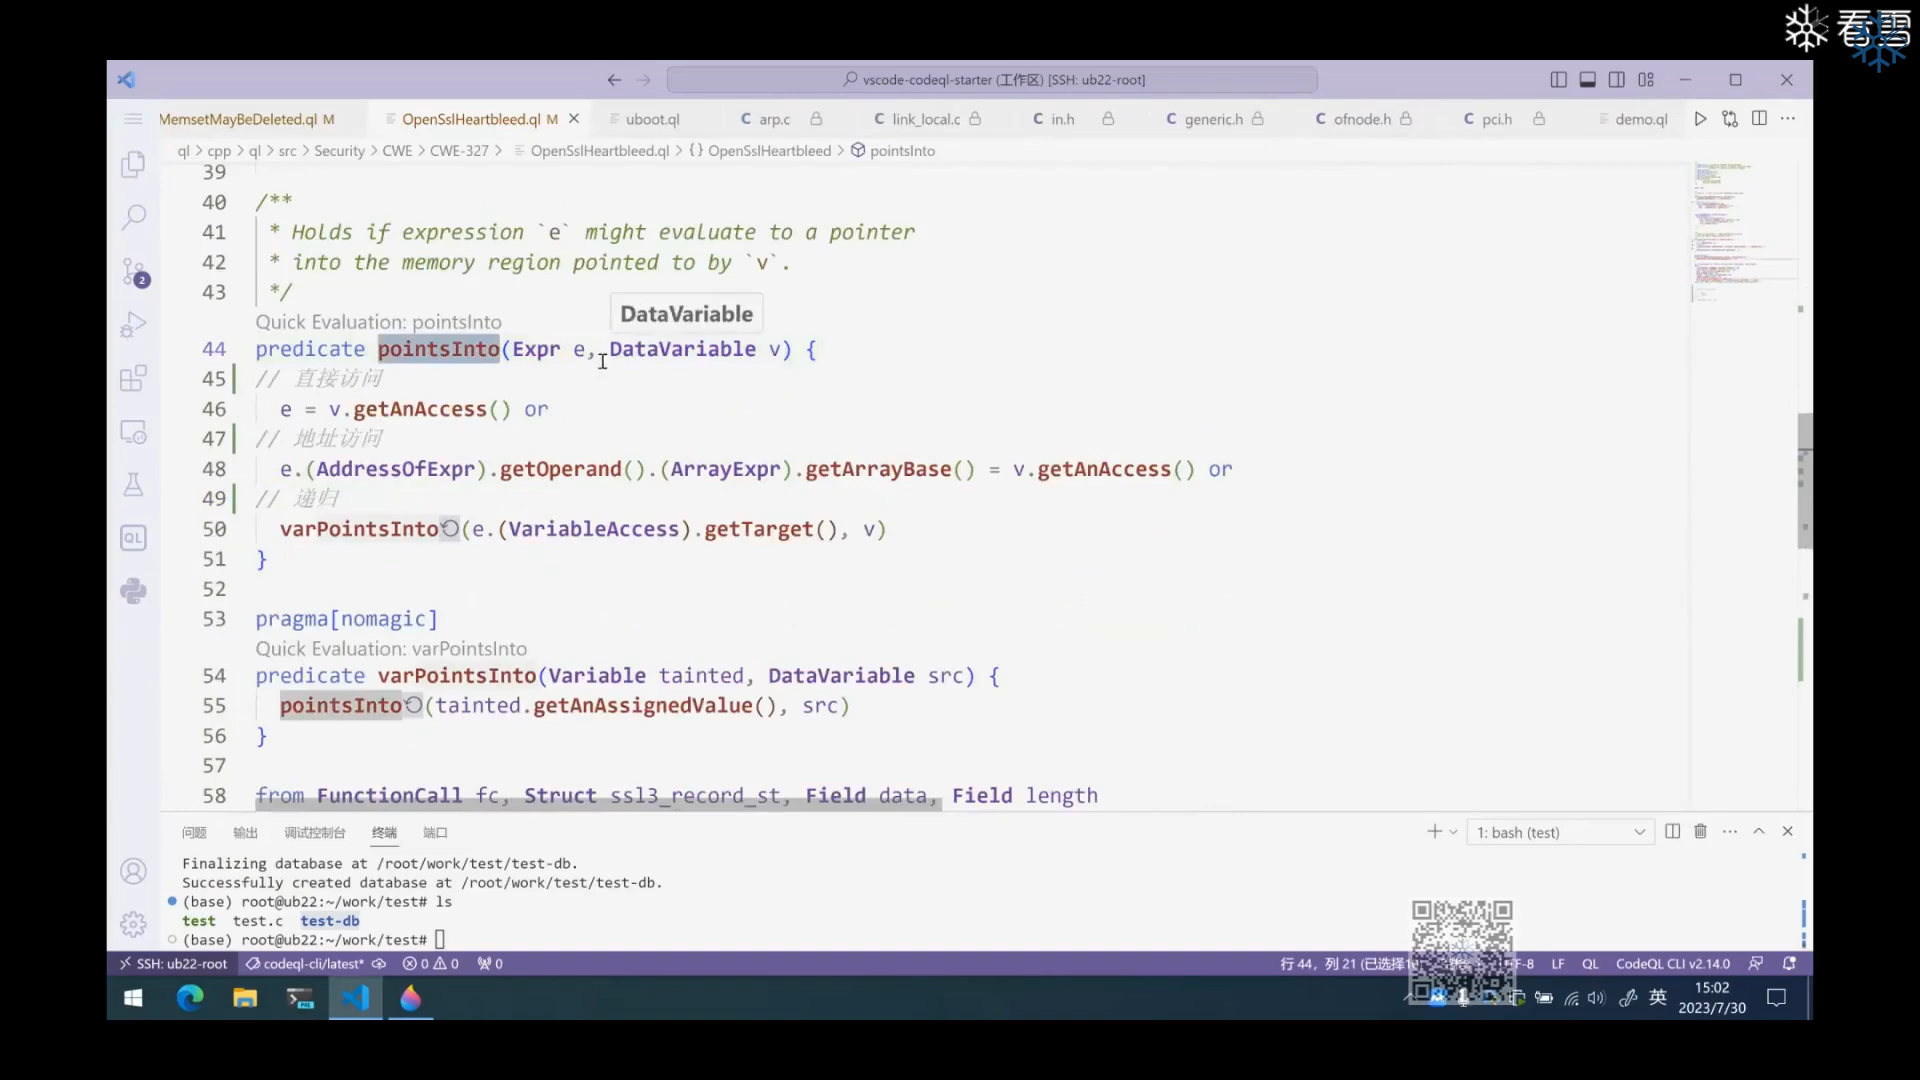 看雪
vscode-codeql-starter (工作区) [SSH: ub22-root]
MemsetMayBeDeleted.ql M
OpenSslHeartbleed.ql M
uboot.ql
C arp.c
C link_local.c
C in.h
C generic.h
C ofnode.h
C pci.h
demo.ql
ql > cpp > ql > src > Security > CWE > CWE-327 > OpenSslHeartbleed.ql > {} OpenSslHeartbleed > pointsInto
39
40 /**
41 * Holds if expression `e` might evaluate to a pointer
42 * into the memory region pointed to by `v`.
43 */
DataVariable
Quick Evaluation: pointsInto
44 predicate pointsInto(Expr e, DataVariable v) {
45 // 直接访问
46 e = v.getAnAccess() or
47 // 地址访问
48 e.(AddressOfExpr).getOperand().(ArrayExpr).getArrayBase() = v.getAnAccess() or
49 // 递归
50 varPointsInto(e.(VariableAccess).getTarget(), v)
51 }
52
53 pragma[nomagic]
Quick Evaluation: varPointsInto
54 predicate varPointsInto(Variable tainted, DataVariable src) {
55 pointsInto(tainted.getAnAssignedValue(), src)
56 }
57
58 from FunctionCall fc, Struct ssl3_record_st, Field data, Field length
2
QL
问题 输出 调试控制台 终端 端口
1: bash (test)
Finalizing database at /root/work/test/test-db.
Successfully created database at /root/work/test/test-db.
(base) root@ub22:~/work/test# ls
test test.c test-db
(base) root@ub22:~/work/test#
SSH: ub22-root codeql-cli/latest* 0 0 0
行 44，列 21 (已选择 F-8 LF QL CodeQL CLI v2.14.0
英
15:02
2023/7/30